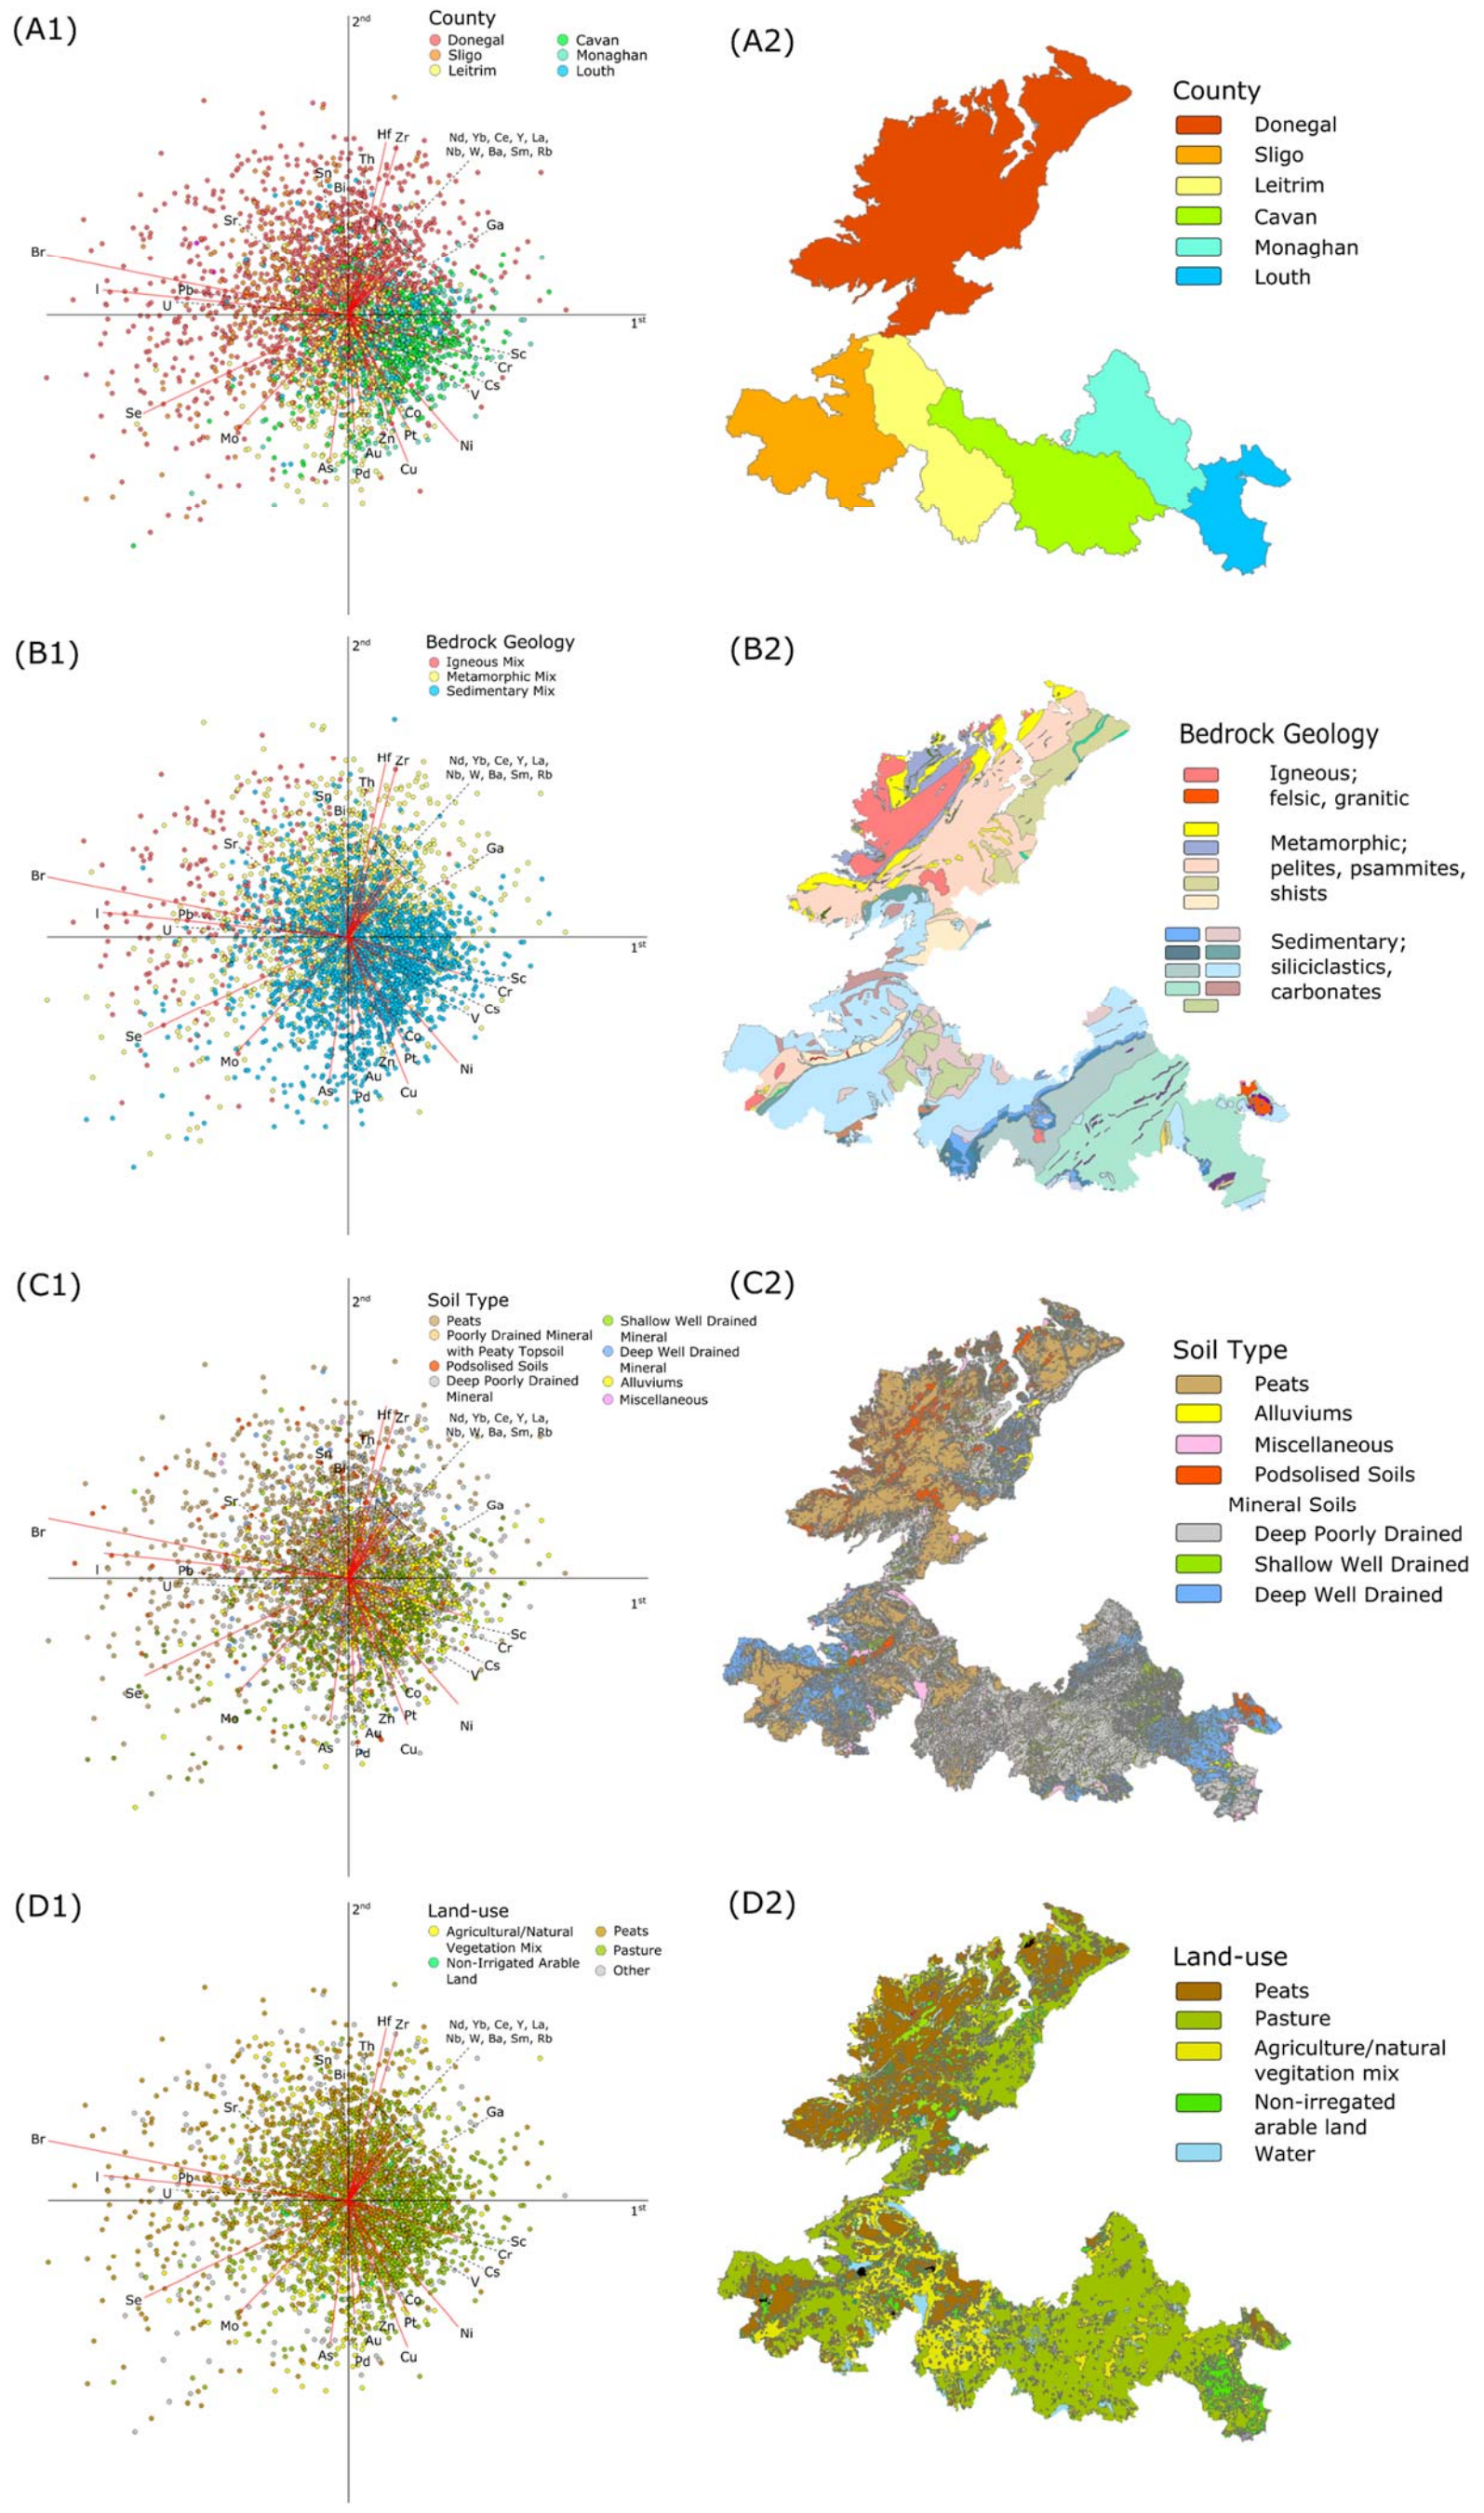 (A1)
2nd
County
Donegal
Sligo
Leitrim
Cavan
Monaghan
Louth
Hf Zr
Th
Sn
Bi
Nd, Yb, Ce, Y, La,
Nb, W, Ba, Sm, Rb
Sr
Ga
Br
I
Pb
U
1st
Sc
Cr
Cs
V
Se
Mo
Co
Zn Pt
Ni
Au
As
Pd
Cu
(A2)
County
Donegal
Sligo
Leitrim
Cavan
Monaghan
Louth
(B1)
2nd
Bedrock Geology
Igneous Mix
Metamorphic Mix
Sedimentary Mix
Hf Zr
Th
Sn
Bi
Nd, Yb, Ce, Y, La,
Nb, W, Ba, Sm, Rb
Sr
Ga
Br
I
Pb
U
1st
Sc
Cr
Cs
V
Se
Mo
Co
Zn Pt
Ni
Au
As
Pd
Cu
(B2)
Bedrock Geology
Igneous;
felsic, granitic
Metamorphic;
pelites, psammites,
shists
Sedimentary;
siliciclastics,
carbonates
(C1)
2nd
Soil Type
Peats
Poorly Drained Mineral
with Peaty Topsoil
Podsolised Soils
Deep Poorly Drained
Mineral
Shallow Well Drained
Mineral
Deep Well Drained
Mineral
Alluviums
Miscellaneous
Hf Zr
Th
Sn
Bi
Nd, Yb, Ce, Y, La,
Nb, W, Ba, Sm, Rb
Sr
Ga
Br
I
Pb
U
1st
Sc
Cr
Cs
V
Se
Mo
Co
Zn Pt
Ni
Au
As
Pd
Cu
(C2)
Soil Type
Peats
Alluviums
Miscellaneous
Podsolised Soils
Mineral Soils
Deep Poorly Drained
Shallow Well Drained
Deep Well Drained
(D1)
2nd
Land-use
Agricultural/Natural
Vegetation Mix
Non-Irrigated Arable
Land
Peats
Pasture
Other
Hf Zr
Th
Sn
Bi
Nd, Yb, Ce, Y, La,
Nb, W, Ba, Sm, Rb
Sr
Ga
Br
I
Pb
U
1st
Sc
Cr
Cs
V
Se
Mo
Co
Zn Pt
Ni
Au
As
Pd
Cu
(D2)
Land-use
Peats
Pasture
Agriculture/natural
vegitation mix
Non-irregated
arable land
Water